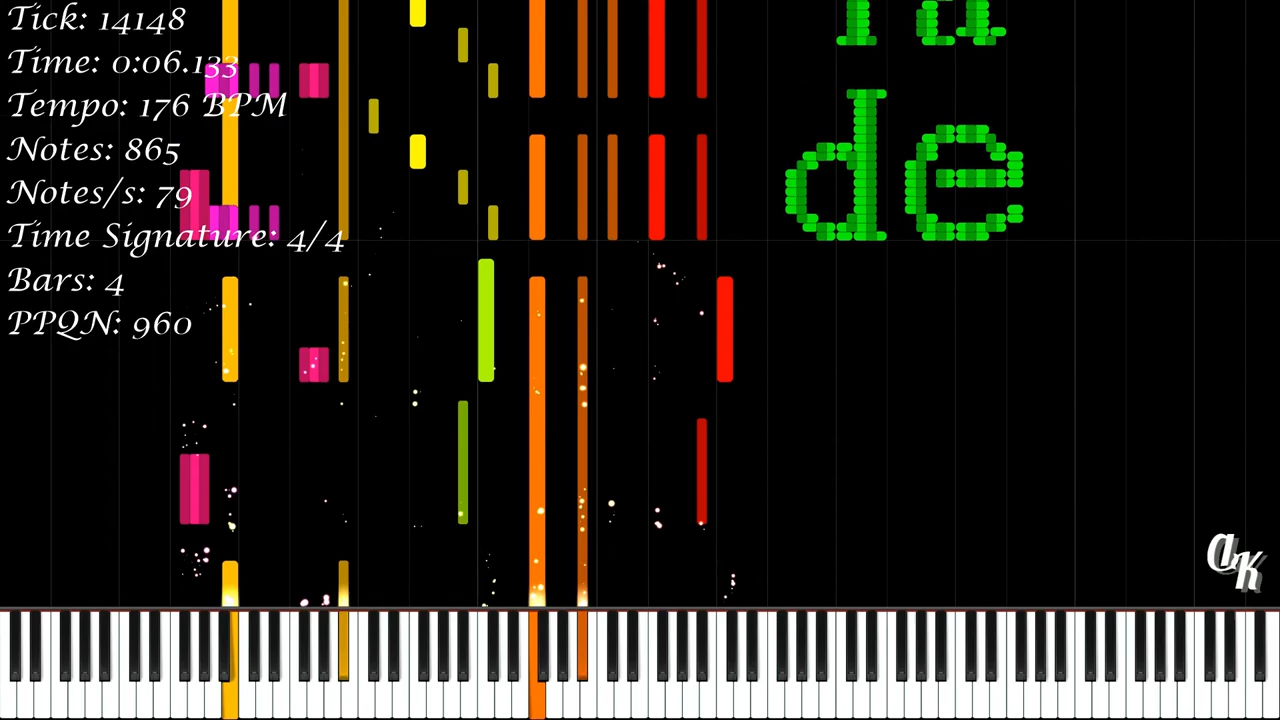 Tick: 14148
Time: 0:06.133
Tempo: 176 BPM
Notes: 865
Notes/s: 79
Time Signature: 4/4
Bars: 4
PPQN: 960
de
aK